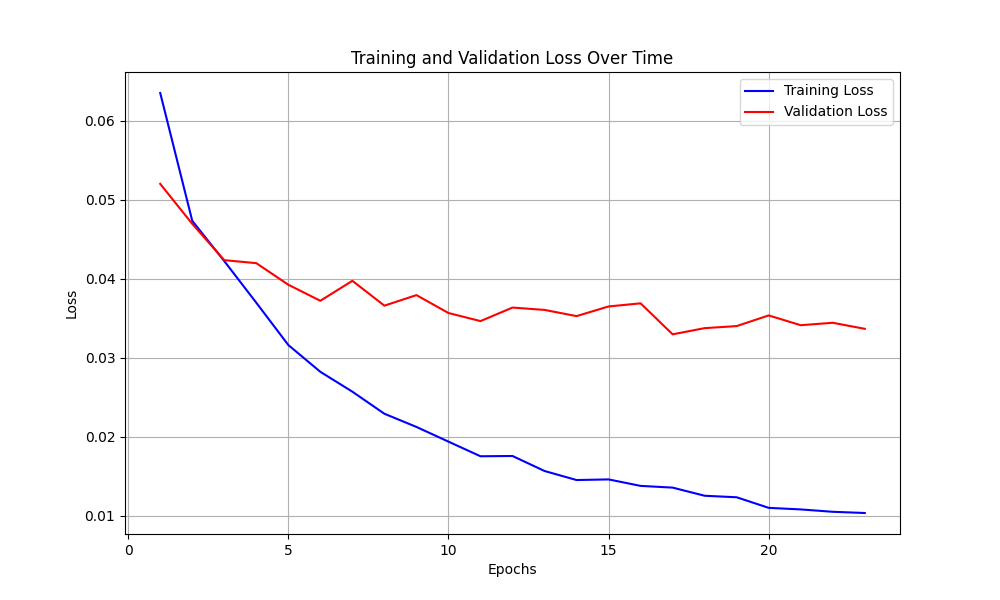 Training and Validation Loss Over Time
Training Loss
Validation Loss
0.06
0.05
0.04
0.03
0.02
0.01
Loss
0
5
10
15
20
Epochs